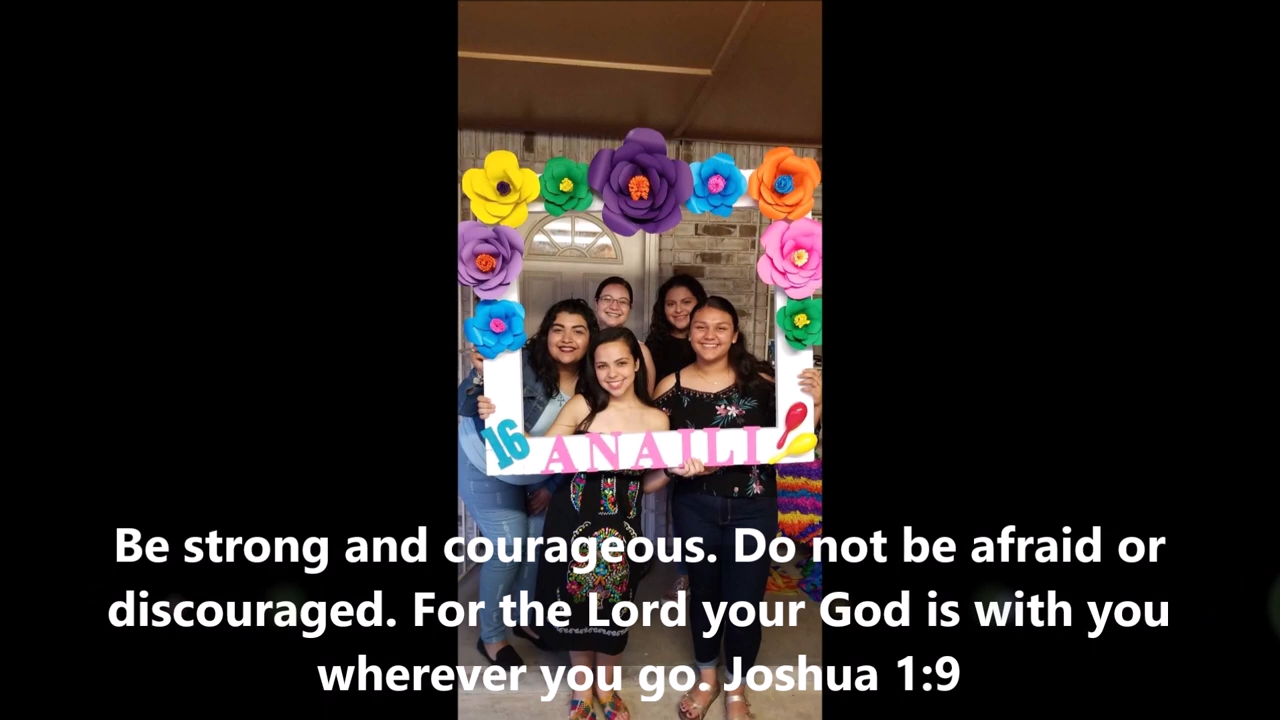 16
ANAILI
Be strong and courageous. Do not be afraid or
discouraged. For the Lord your God is with you
wherever you go. Joshua 1:9